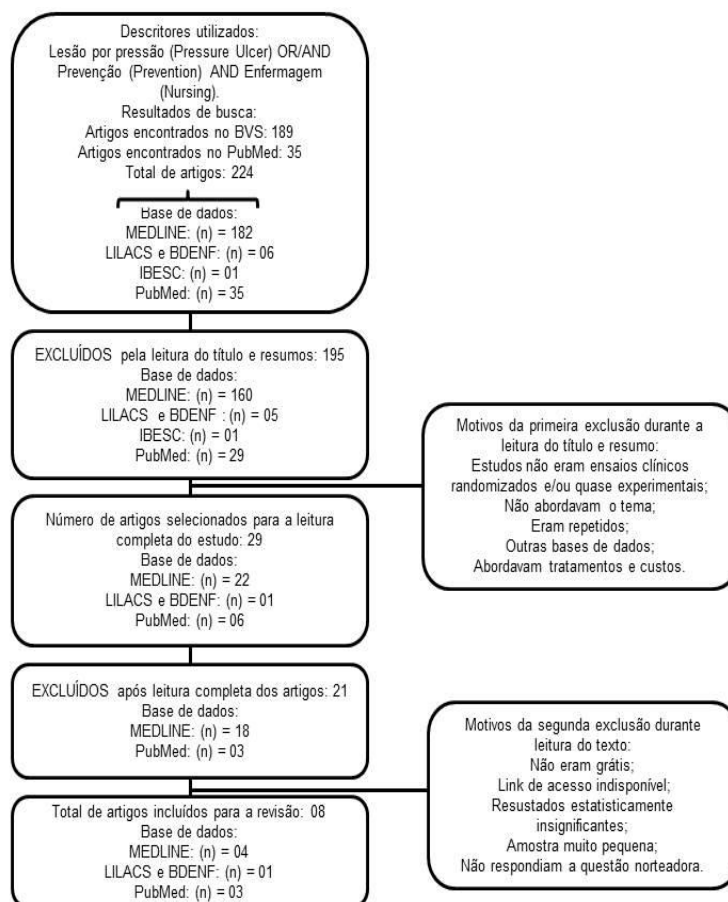 Descritores utilizados:
Lesão por pressão (Pressure Ulcer) OR/AND
Prevenção (Prevention) AND Enfermagem
(Nursing).
Resultados de busca:
Artigos encontrados no BVS: 189
Artigos encontrados no PubMed: 35
Total de artigos: 224
Base de dados:
MEDLINE: (n) = 182
LILACS e BDENF: (n) = 06
IBESC: (n) = 01
PubMed: (n) = 35
EXCLUÍDOS pela leitura do título e resumos: 195
Base de dados:
MEDLINE: (n) = 160
LILACS e BDENF : (n) = 05
IBESC: (n) = 01
PubMed: (n) = 29
Motivos da primeira exclusão durante a
leitura do título e resumo:
Estudos não eram ensaios clínicos
randomizados e/ou quase experimentais;
Não abordavam o tema;
Eram repetidos;
Outras bases de dados;
Abordavam tratamentos e custos.
Número de artigos selecionados para a leitura
completa do estudo: 29
Base de dados:
MEDLINE: (n) = 22
LILACS e BDENF: (n) = 01
PubMed: (n) = 06
EXCLUÍDOS após leitura completa dos artigos: 21
Base de dados:
MEDLINE: (n) = 18
PubMed: (n) = 03
Motivos da segunda exclusão durante
leitura do texto:
Não eram grátis;
Link de acesso indisponível;
Resustados estatisticamente
insignificantes;
Amostra muito pequena;
Não respondiam a questão norteadora.
Total de artigos incluídos para a revisão: 08
Base de dados:
MEDLINE: (n) = 04
LILACS e BDENF: (n) = 01
PubMed: (n) = 03